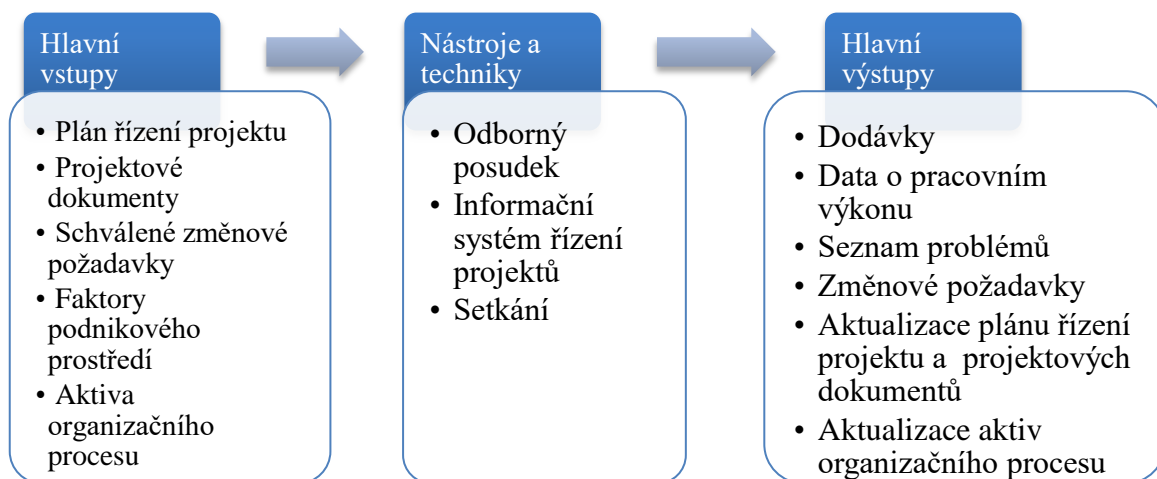 Hlavní
vstupy
• Plán řízení projektu
• Projektové
dokumenty
• Schválené změnové
požadavky
• Faktory
podnikového
prostředí
• Aktiva
organizačního
procesu
Nástroje a
techniky
• Odborný
posudek
• Informační
systém řízení
projektů
• Setkání
Hlavní
výstupy
• Dodávky
• Data o pracovním
výkonu
• Seznam problémů
• Změnové požadavky
• Aktualizace plánu řízení
projektu a  projektových
dokumentů
• Aktualizace aktiv
organizačního procesu